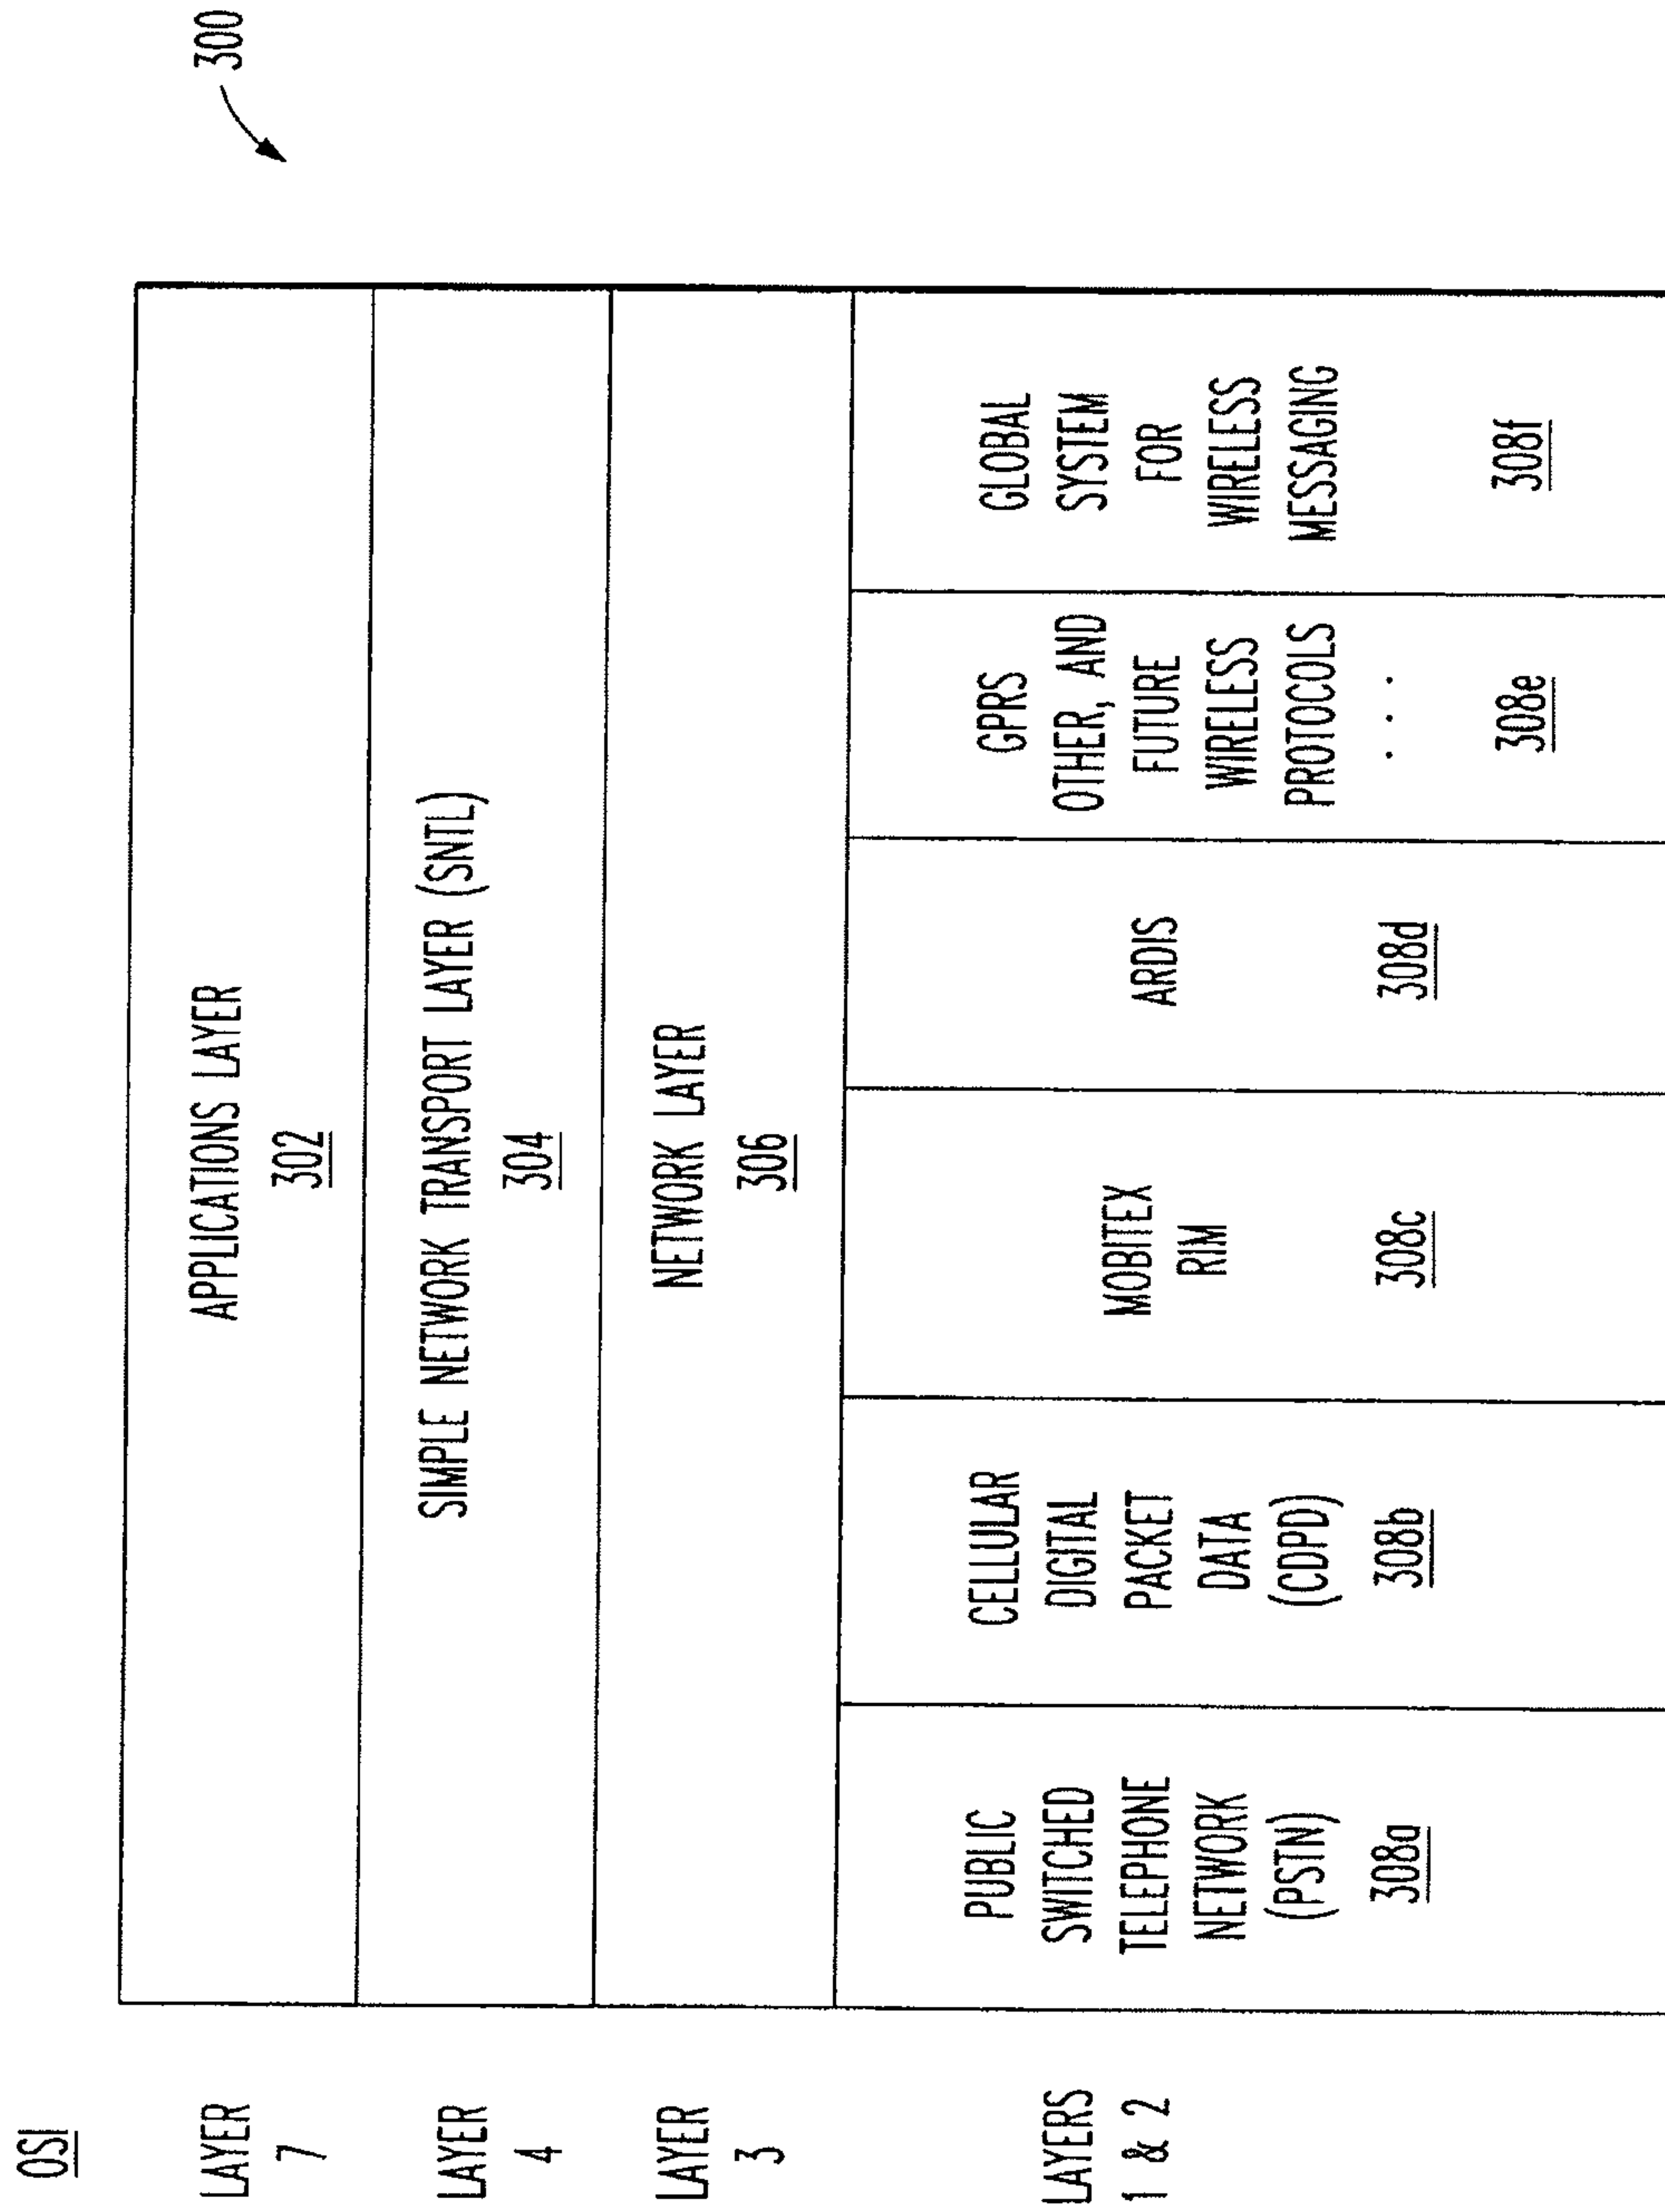 300
OSI
LAYER
7
APPLICATIONS LAYER
302
LAYER
4
SIMPLE NETWORK TRANSPORT LAYER (SNTL)
304
LAYER
3
NETWORK LAYER
306
LAYERS
1 & 2
PUBLIC
SWITCHED
TELEPHONE
NETWORK
(PSTN)
308a
CELLULAR
DIGITAL
PACKET
DATA
(CDPD)
308b
MOBITEX
RIM
308c
ARDIS
308d
GPRS
OTHER, AND
FUTURE
WIRELESS
PROTOCOLS
. . .
308e
GLOBAL
SYSTEM
FOR
WIRELESS
MESSAGING
308f